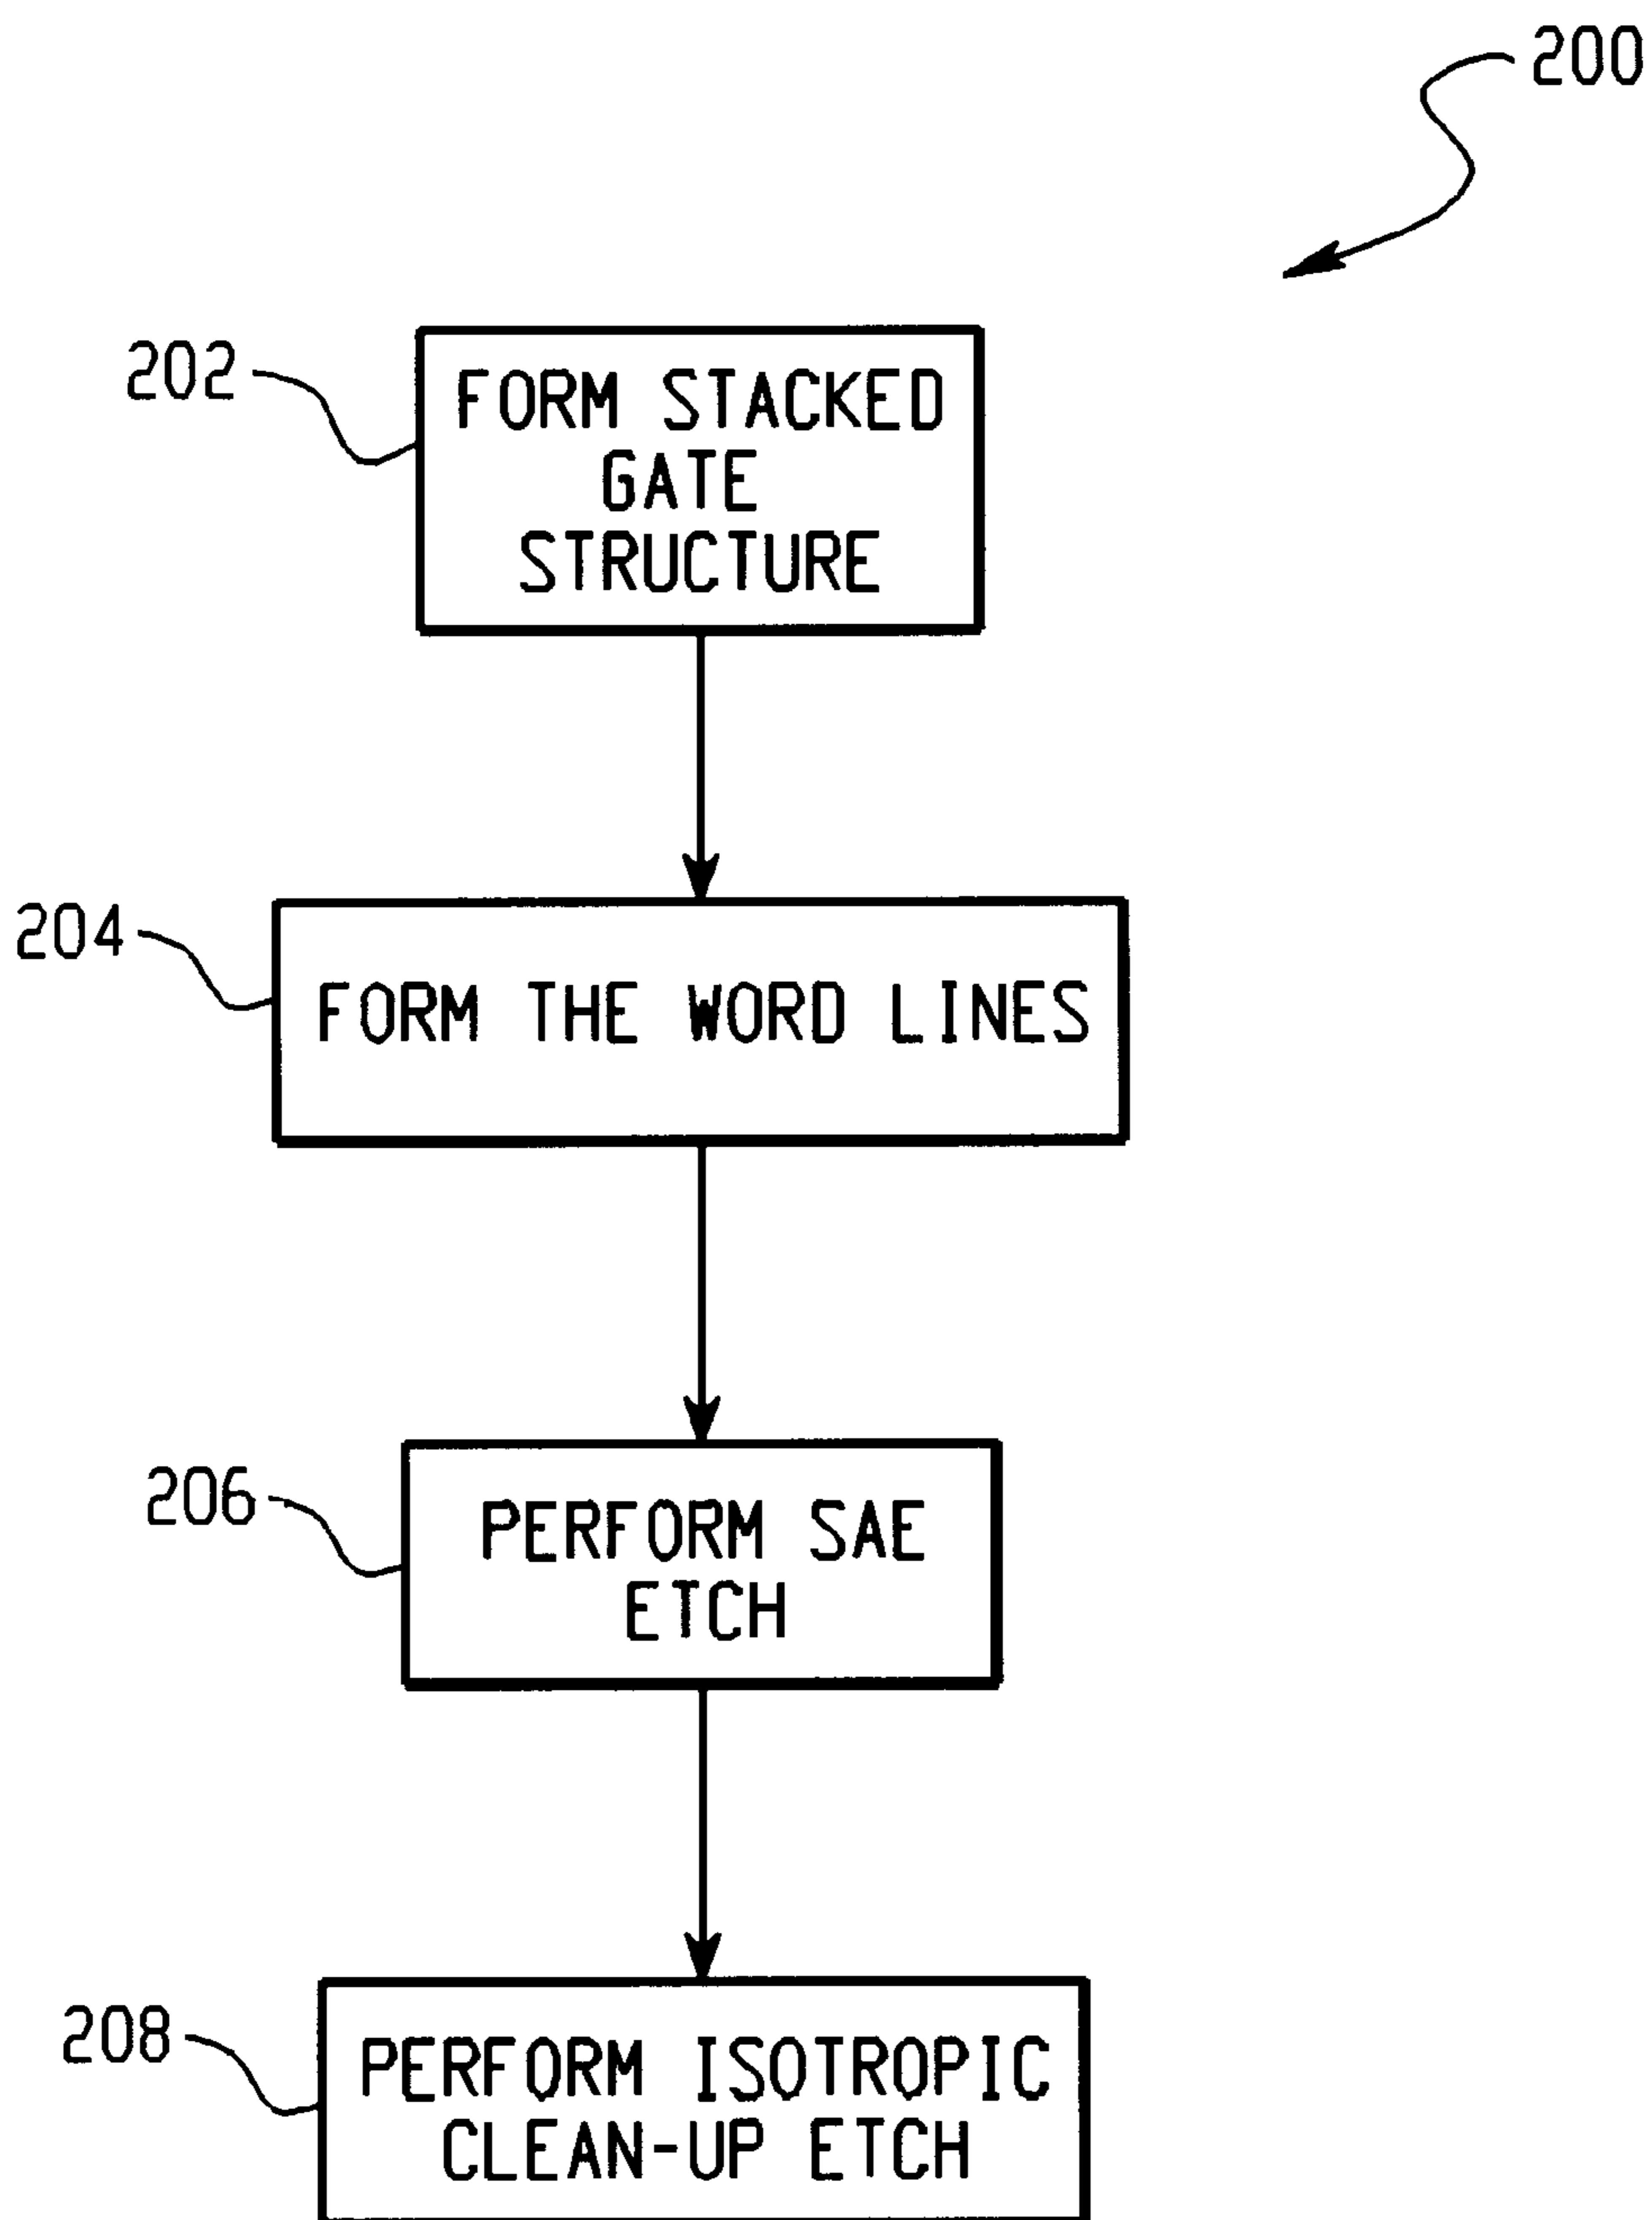 200
202
FORM STACKED
GATE
STRUCTURE
204
FORM THE WORD LINES
206
PERFORM SAE
ETCH
208
PERFORM ISOTROPIC
CLEAN-UP ETCH